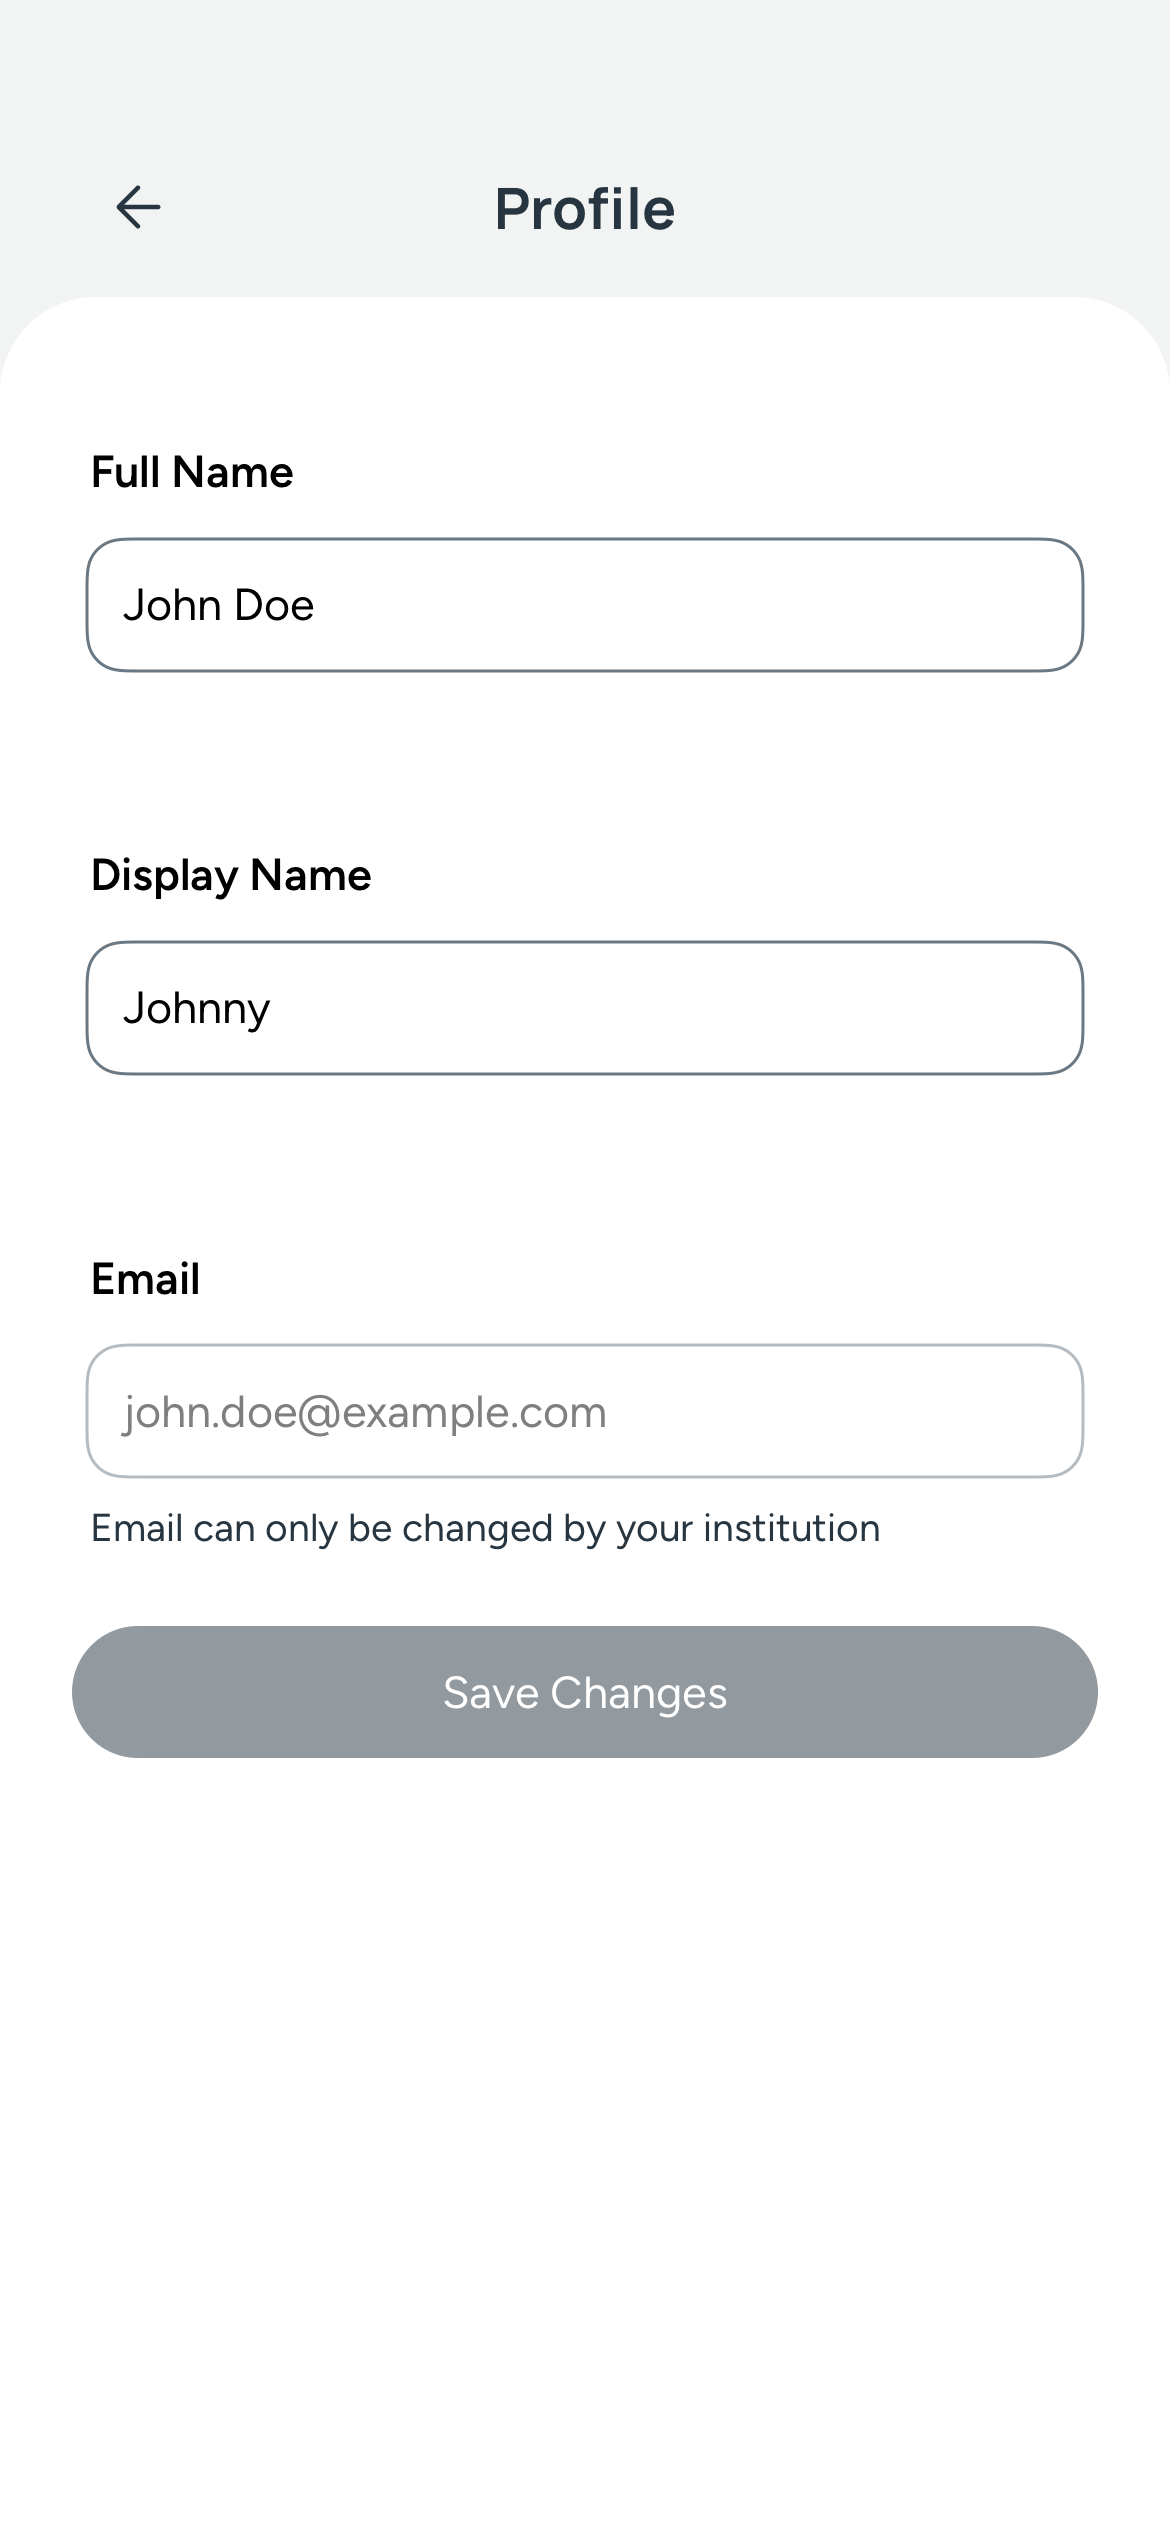 Profile
Full Name
John Doe
Display Name
Johnny
Email
john.doe@example.com
Email can only be changed by your institution
Save Changes